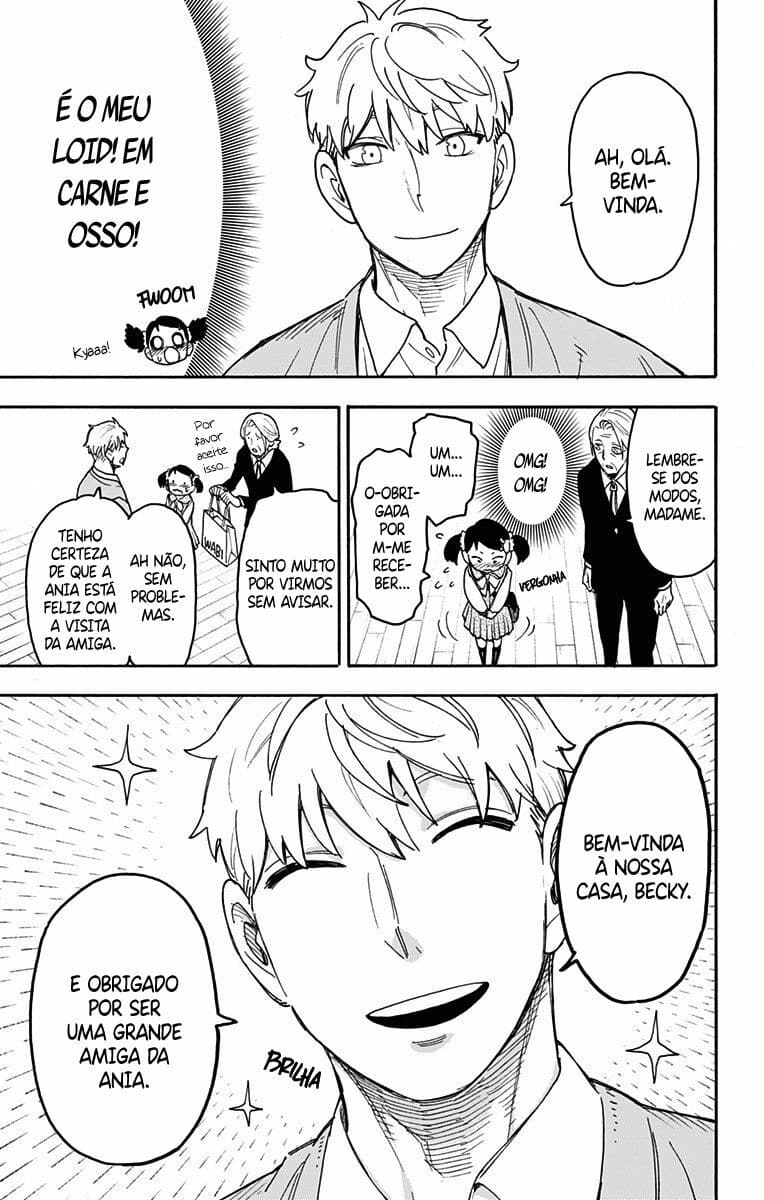 AH, OLÁ.
BEM-
VINDA.
É O MEU
LOID! EM
CARNE E
OSSO!
FWOOM
Kyaaa!
LEMBRE-
SE DOS
MODOS,
MADAME.
OMG!
OMG!
UM...
UM...
O-OBRI-
GADA
POR
M-ME
RECE-
BER...
VERGONHA
Por
favor
aceite
isso...
WABI
SINTO MUITO
POR VIRMOS
SEM AVISAR.
AH NÃO,
SEM
PROBLE-
MAS.
TENHO
CERTEZA
DE QUE A
ANIA ESTÁ
FELIZ COM
A VISITA
DA AMIGA.
BEM-VINDA
À NOSSA
CASA, BECKY.
E OBRIGADO
POR SER
UMA GRANDE
AMIGA DA
ANIA.
BRILHA